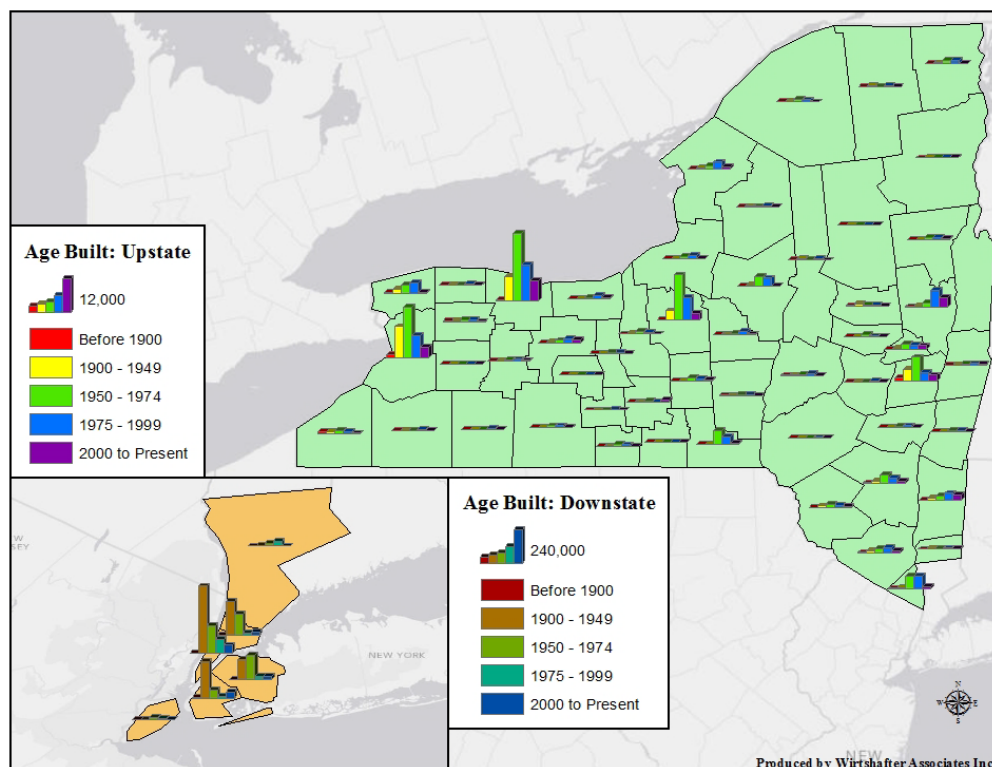 Age Built: Upstate
12,000
Before 1900
1900 - 1949
1950 - 1974
1975 - 1999
2000 to Present
Age Built: Downstate
240,000
Before 1900
1900 - 1949
1950 - 1974
1975 - 1999
2000 to Present
SEY
NEW YORK
N
W E
S
NEW
Produced by Wirtshafter Associates Inc